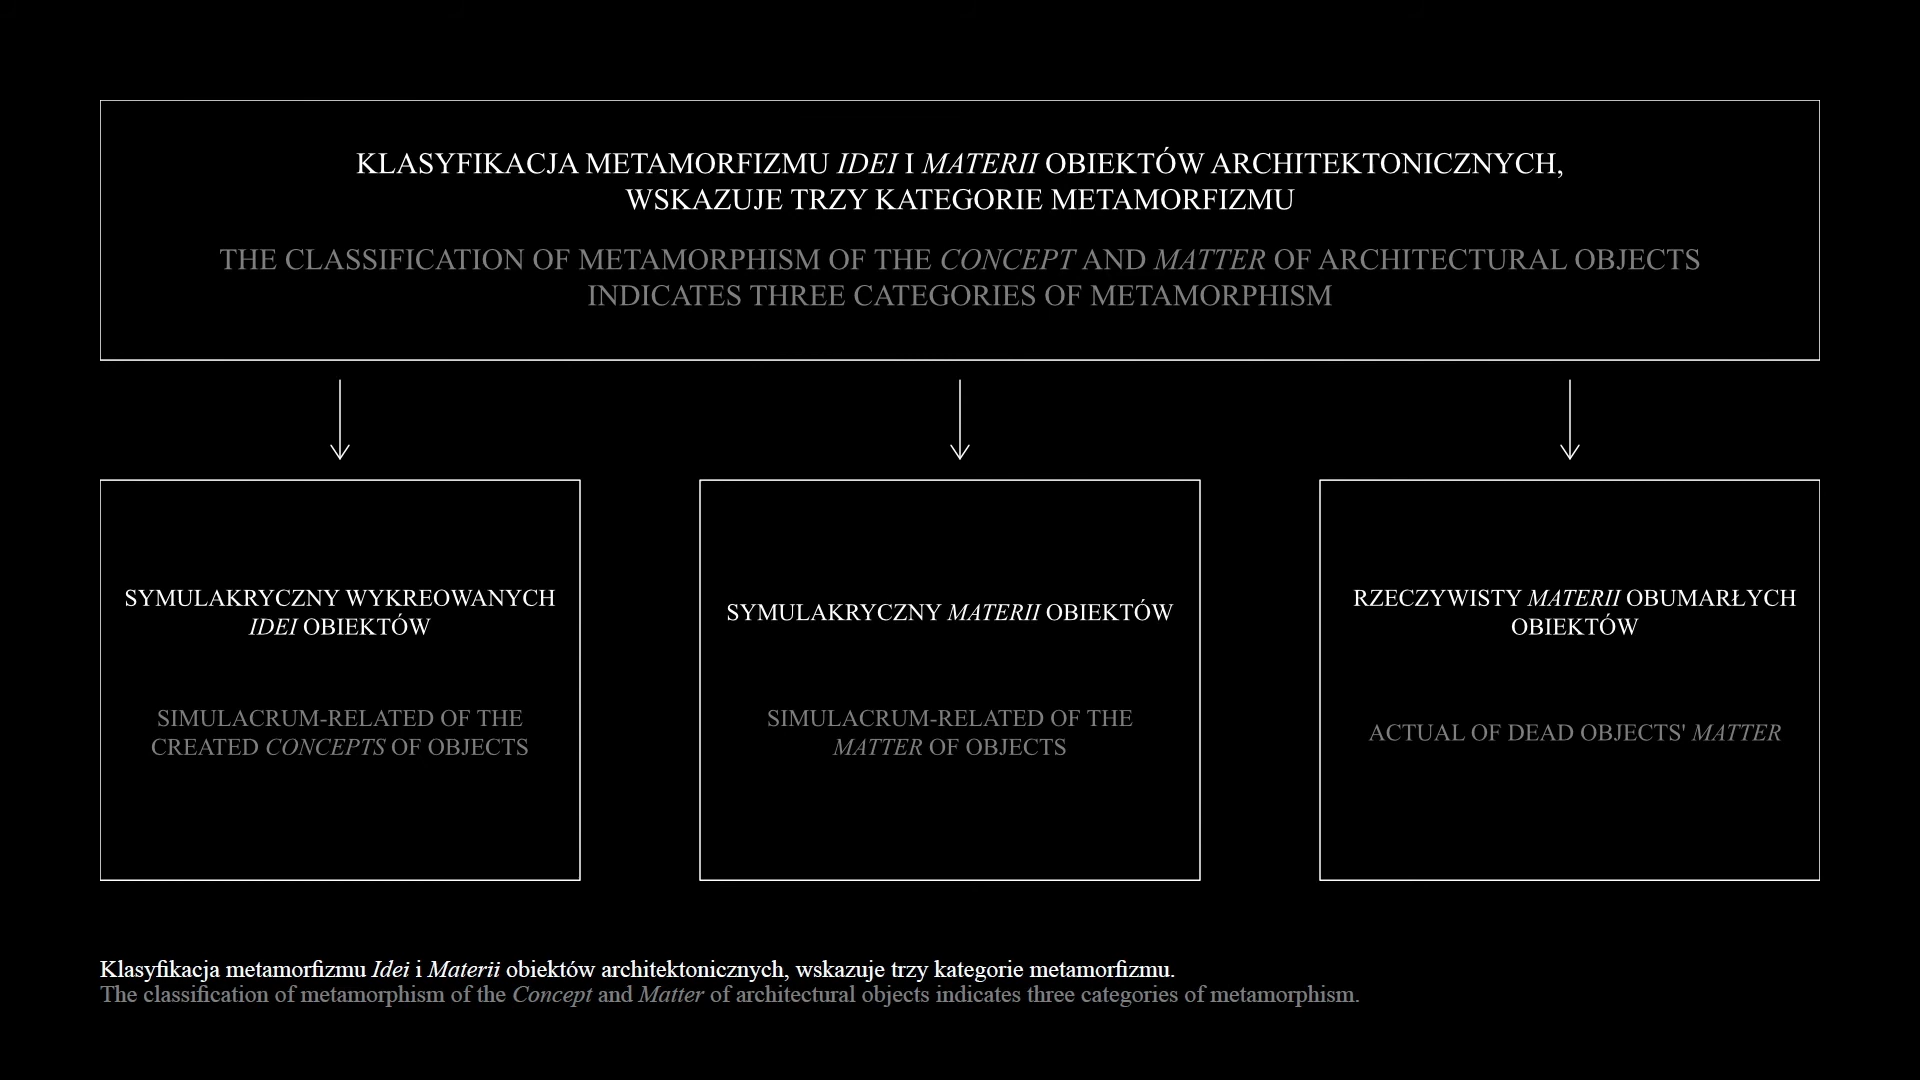 KLASYFIKACJA METAMORFIZMU IDEI I MATERII OBIEKTÓW ARCHITEKTONICZNYCH,
WSKAZUJE TRZY KATEGORIE METAMORFIZMU
THE CLASSIFICATION OF METAMORPHISM OF THE CONCEPT AND MATTER OF ARCHITECTURAL OBJECTS
INDICATES THREE CATEGORIES OF METAMORPHISM
SYMULAKRYCZNY WYKREOWANYCH
IDEI OBIEKTÓW
SIMULACRUM-RELATED OF THE
CREATED CONCEPTS OF OBJECTS
SYMULAKRYCZNY MATERII OBIEKTÓW
SIMULACRUM-RELATED OF THE
MATTER OF OBJECTS
RZECZYWISTY MATERII OBUMARŁYCH
OBIEKTÓW
ACTUAL OF DEAD OBJECTS' MATTER
Klasyfikacja metamorfizmu Idei i Materii obiektów architektonicznych, wskazuje trzy kategorie metamorfizmu.
The classification of metamorphism of the Concept and Matter of architectural objects indicates three categories of metamorphism.